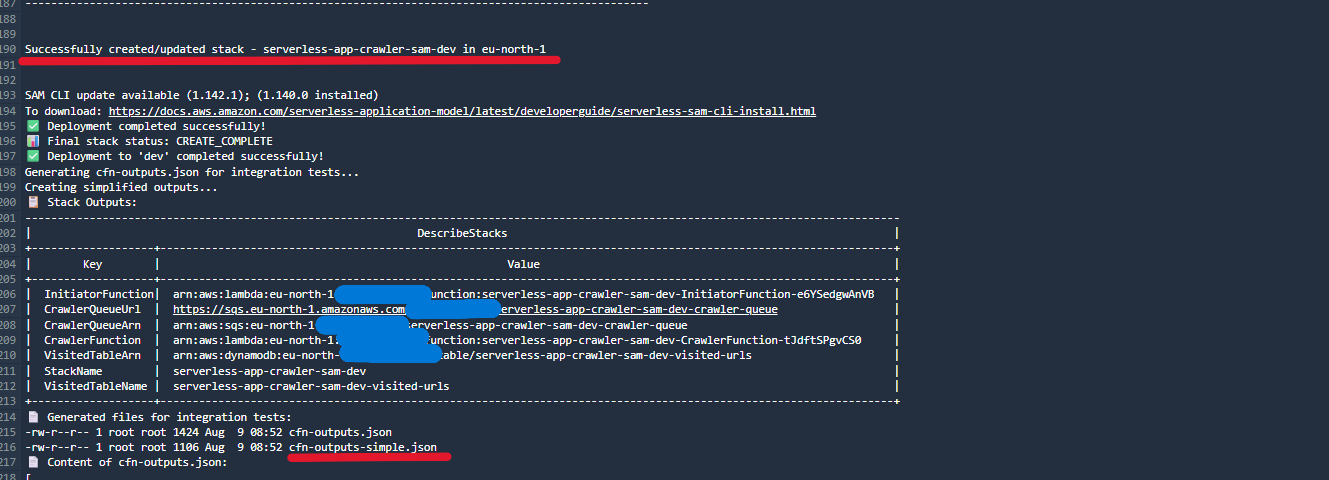 187 ------------------------------------------------------------------------------------------------
188
189
190 Successfully created/updated stack - serverless-app-crawler-sam-dev in eu-north-1
191
192
193 SAM CLI update available (1.142.1); (1.140.0 installed)
194 To download: https://docs.aws.amazon.com/serverless-application-model/latest/developerguide/serverless-sam-cli-install.html
195 ✅ Deployment completed successfully!
196 📊 Final stack status: CREATE_COMPLETE
197 ✅ Deployment to 'dev' completed successfully!
198 Generating cfn-outputs.json for integration tests...
199 Creating simplified outputs...
200 📋 Stack Outputs:
201 ------------------------------------------------------------------------------------------------
202 | DescribeStacks |
203 +------------------+------------------------------------------------------------------------------+
204 | Key | Value |
205 +------------------+------------------------------------------------------------------------------+
206 | InitiatorFunction| arn:aws:lambda:eu-north-1 unction:serverless-app-crawler-sam-dev-InitiatorFunction-e6YSedgwAnVB |
207 | CrawlerQueueUrl | https://sqs.eu-north-1.amazonaws.com erverless-app-crawler-sam-dev-crawler-queue |
208 | CrawlerQueueArn | arn:aws:sqs:eu-north-1 serverless-app-crawler-sam-dev-crawler-queue |
209 | CrawlerFunction | arn:aws:lambda:eu-north-1: unction:serverless-app-crawler-sam-dev-CrawlerFunction-tJdftSPgvCS0 |
210 | VisitedTableArn | arn:aws:dynamodb:eu-north- able/serverless-app-crawler-sam-dev-visited-urls |
211 | StackName | serverless-app-crawler-sam-dev |
212 | VisitedTableName | serverless-app-crawler-sam-dev-visited-urls |
213 +------------------+------------------------------------------------------------------------------+
214 📄 Generated files for integration tests:
215 -rw-r--r-- 1 root root 1424 Aug 9 08:52 cfn-outputs.json
216 -rw-r--r-- 1 root root 1106 Aug 9 08:52 cfn-outputs-simple.json
217 📄 Content of cfn-outputs.json:
218 [